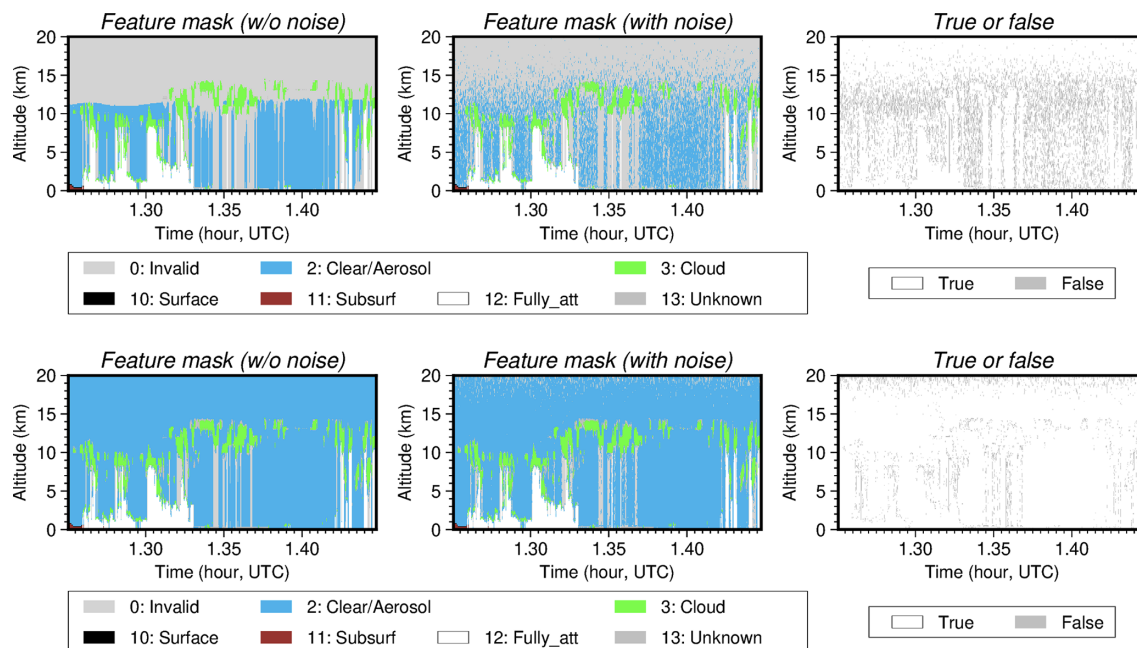 Feature mask (w/o noise)
Feature mask (with noise)
True or false
Altitude (km)
20
15
10
5
0
1.30
1.35
1.40
Time (hour, UTC)
Altitude (km)
20
15
10
5
0
1.30
1.35
1.40
Time (hour, UTC)
Altitude (km)
20
15
10
5
0
1.30
1.35
1.40
Time (hour, UTC)
0: Invalid
2: Clear/Aerosol
3: Cloud
10: Surface
11: Subsurf
12: Fully_att
13: Unknown
True
False
Feature mask (w/o noise)
Feature mask (with noise)
True or false
Altitude (km)
20
15
10
5
0
1.30
1.35
1.40
Time (hour, UTC)
Altitude (km)
20
15
10
5
0
1.30
1.35
1.40
Time (hour, UTC)
Altitude (km)
20
15
10
5
0
1.30
1.35
1.40
Time (hour, UTC)
0: Invalid
2: Clear/Aerosol
3: Cloud
10: Surface
11: Subsurf
12: Fully_att
13: Unknown
True
False